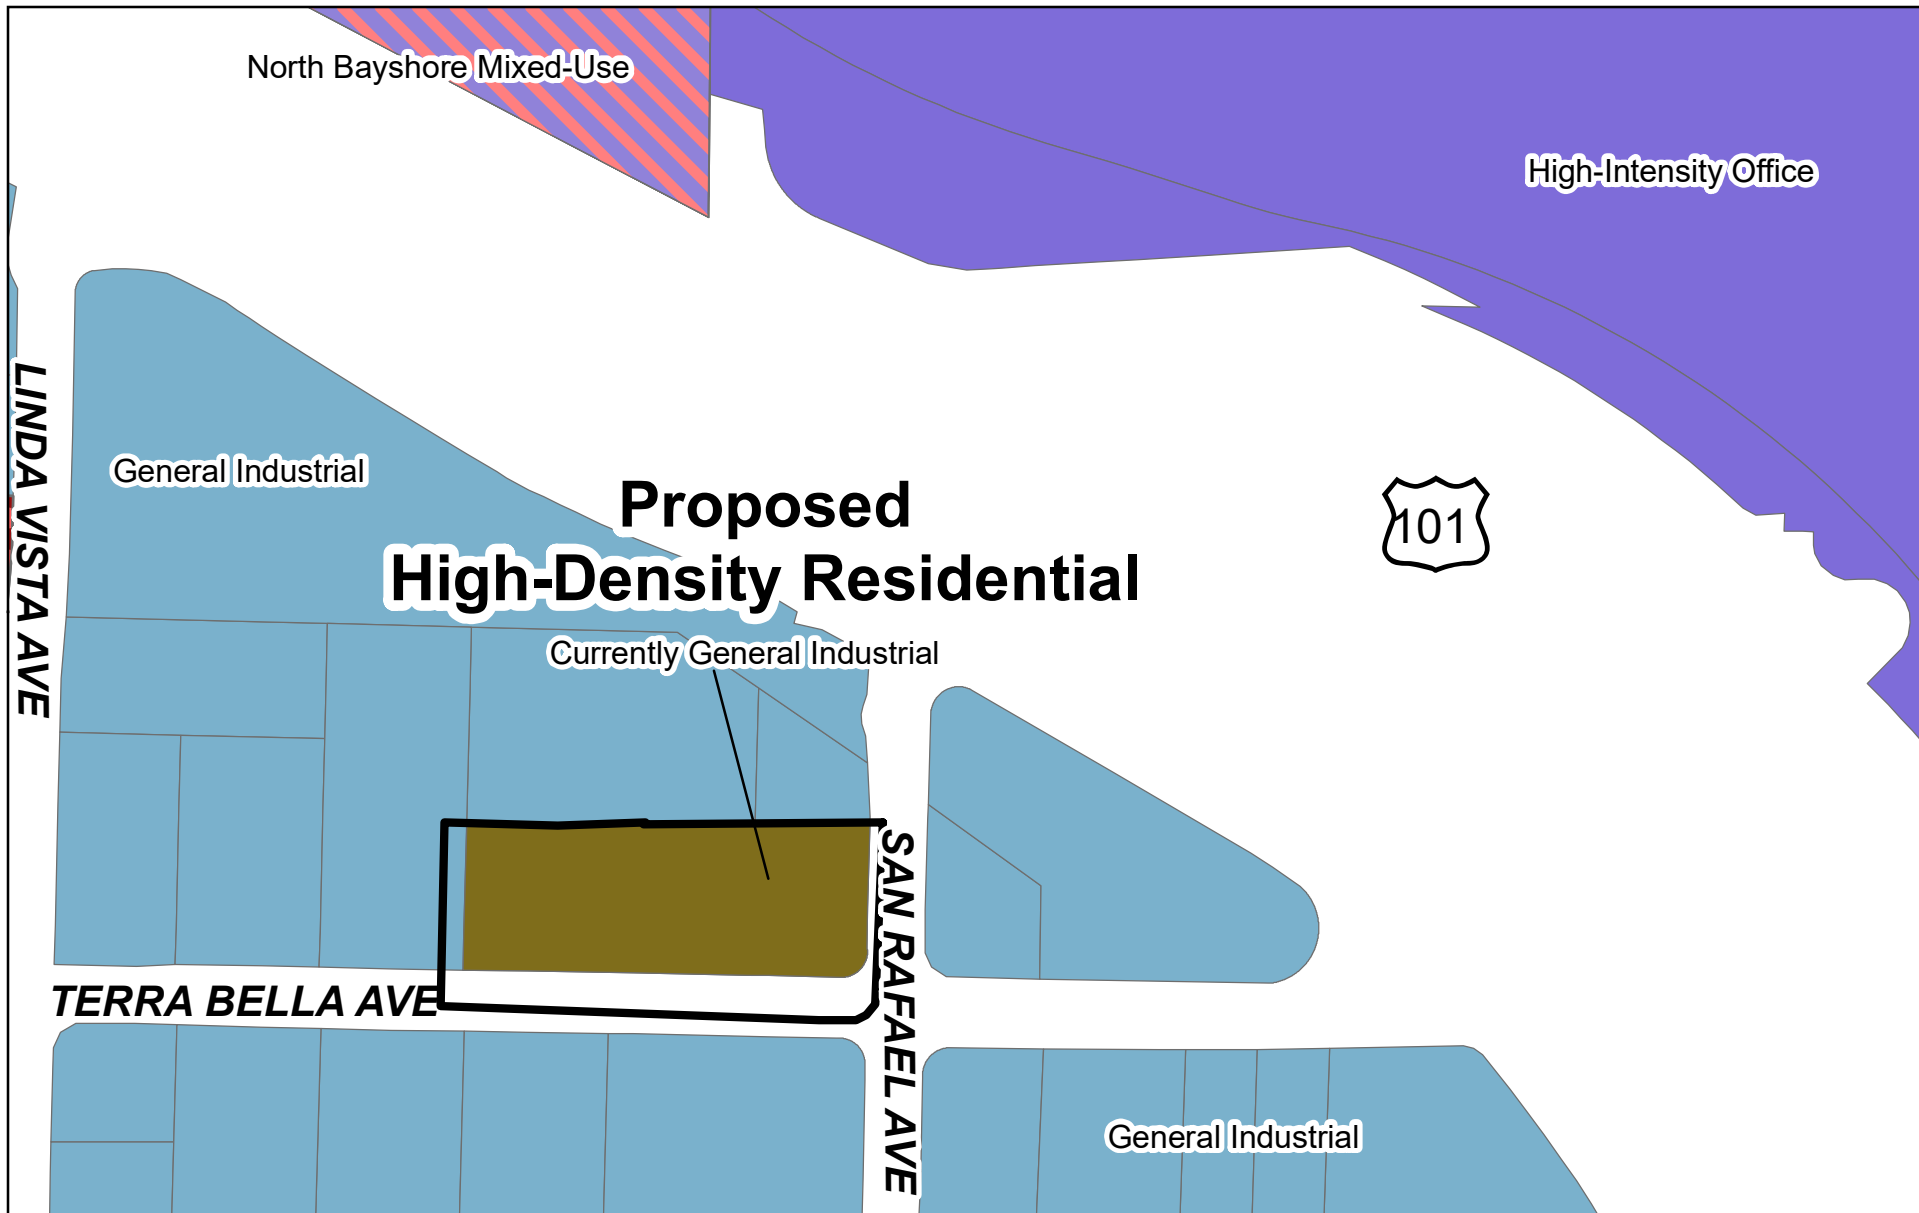 North Bayshore Mixed-Use
High-Intensity Office
LINDA VISTA AVE
General Industrial
Proposed
High-Density Residential
101
Currently General Industrial
SAN RAFAEL AVE
TERRA BELLA AVE
General Industrial